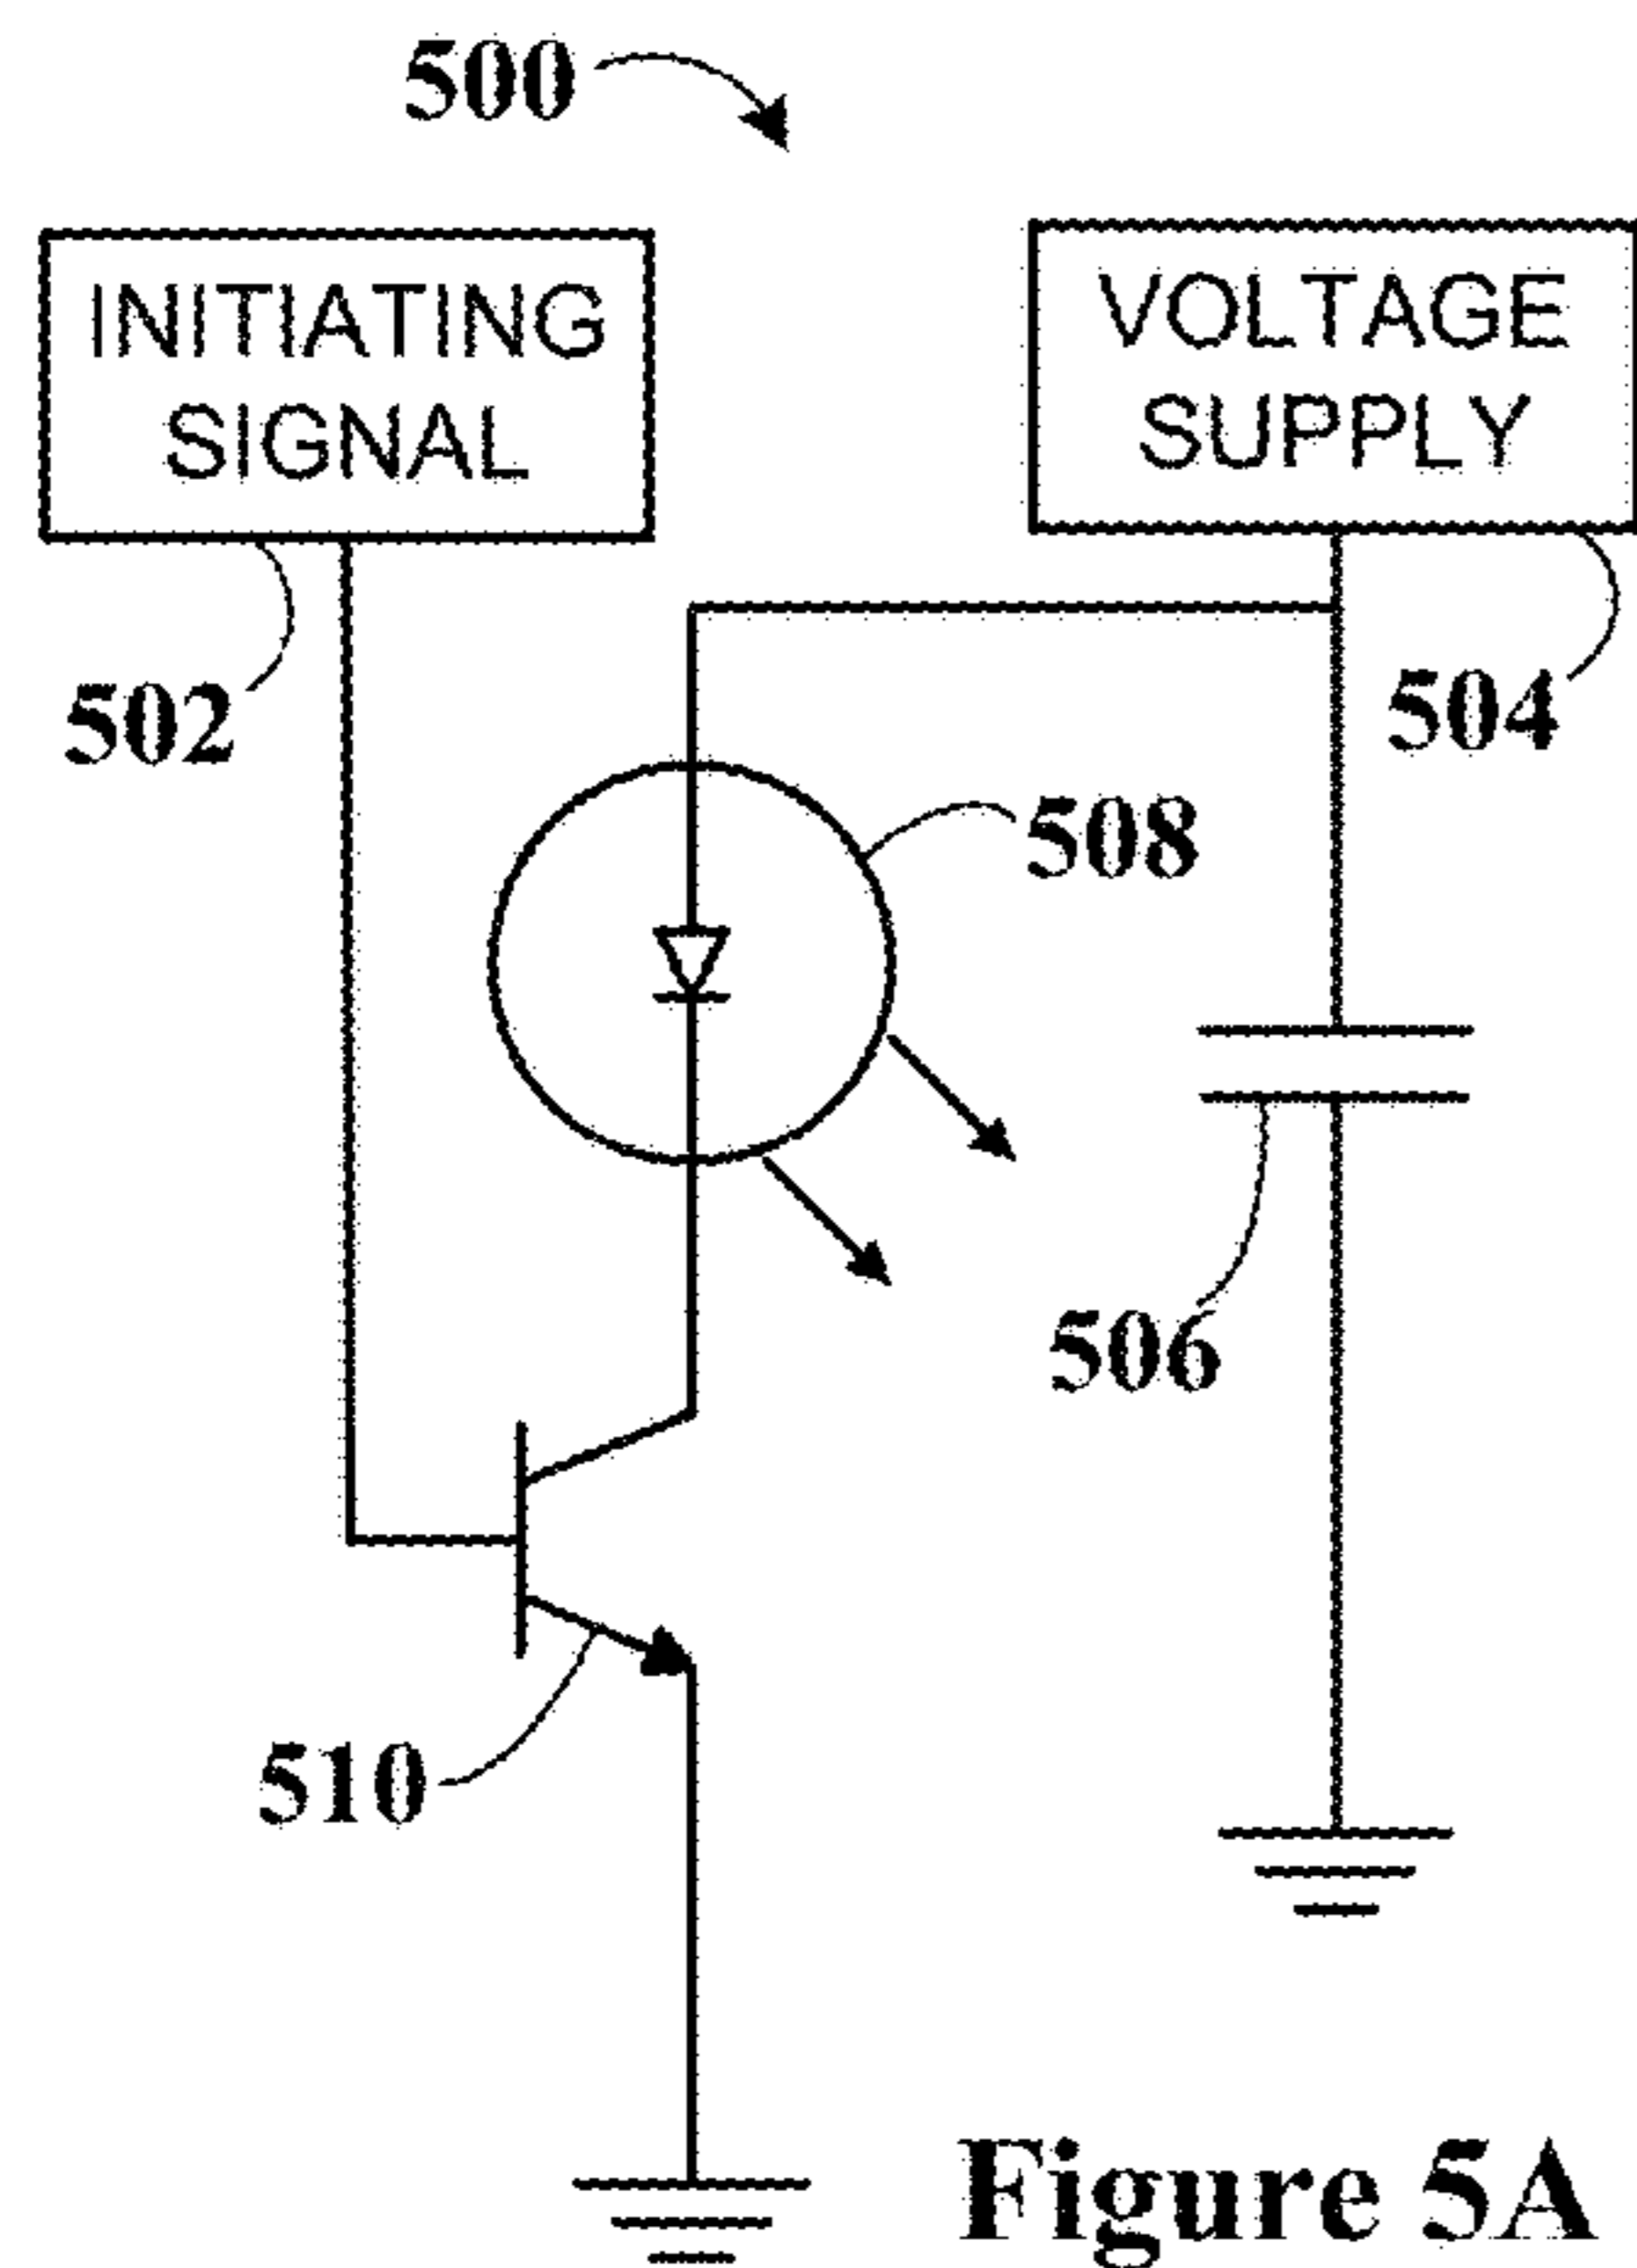 500
INITIATING
SIGNAL
VOLTAGE
SUPPLY
502
504
508
506
510
Figure 5A